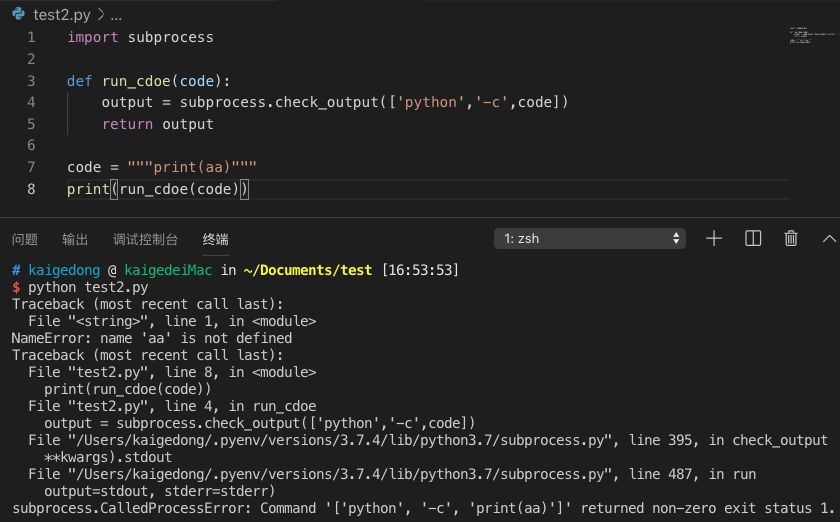 test2.py > ...
1 import subprocess
2
3 def run_cdoe(code):
4     output = subprocess.check_output(['python','-c',code])
5     return output
6
7 code = """print(aa)"""
8 print(run_cdoe(code))
问题 输出 调试控制台 终端 1: zsh
# kaigedong @ kaigedeiMac in ~/Documents/test [16:53:53]
$ python test2.py
Traceback (most recent call last):
  File "<string>", line 1, in <module>
NameError: name 'aa' is not defined
Traceback (most recent call last):
  File "test2.py", line 8, in <module>
    print(run_cdoe(code))
  File "test2.py", line 4, in run_cdoe
    output = subprocess.check_output(['python','-c',code])
  File "/Users/kaigedong/.pyenv/versions/3.7.4/lib/python3.7/subprocess.py", line 395, in check_output
    **kwargs).stdout
  File "/Users/kaigedong/.pyenv/versions/3.7.4/lib/python3.7/subprocess.py", line 487, in run
    output=stdout, stderr=stderr)
subprocess.CalledProcessError: Command '['python', '-c', 'print(aa)']' returned non-zero exit status 1.